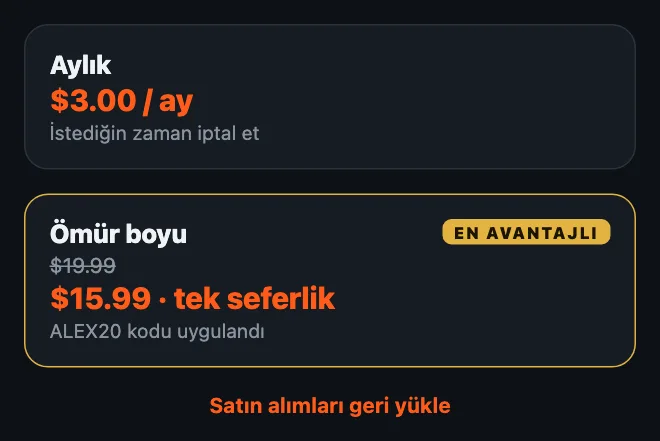 Aylık
$3.00 / ay
İstediğin zaman iptal et
Ömür boyu
EN AVANTAJLI
$19.99
$15.99 · tek seferlik
ALEX20 kodu uygulandı
Satın alımları geri yükle